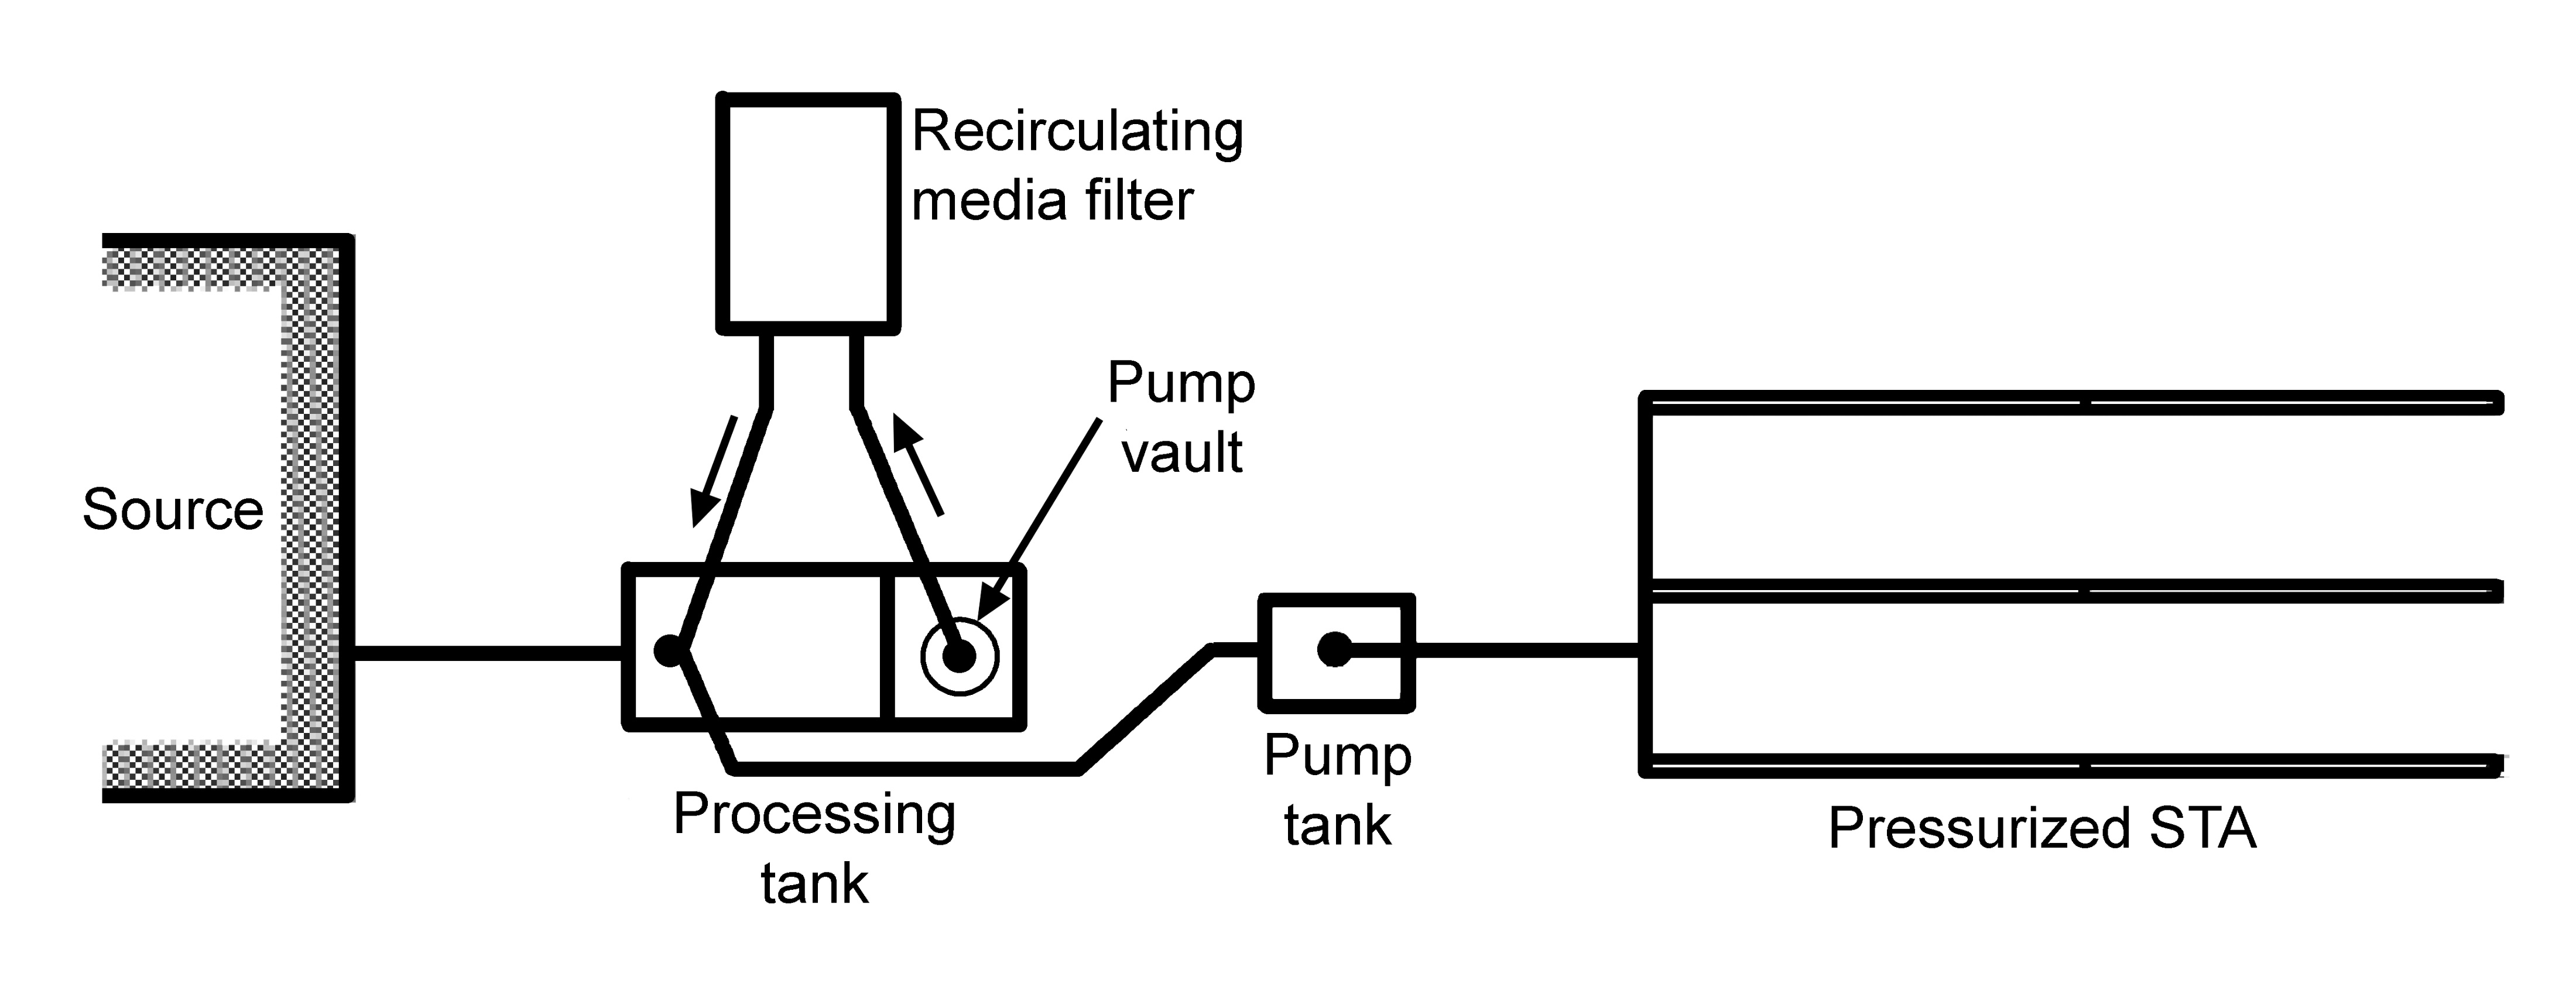 Recirculating
media filter
Pump
vault
Source
Processing
tank
Pump
tank
Pressurized STA